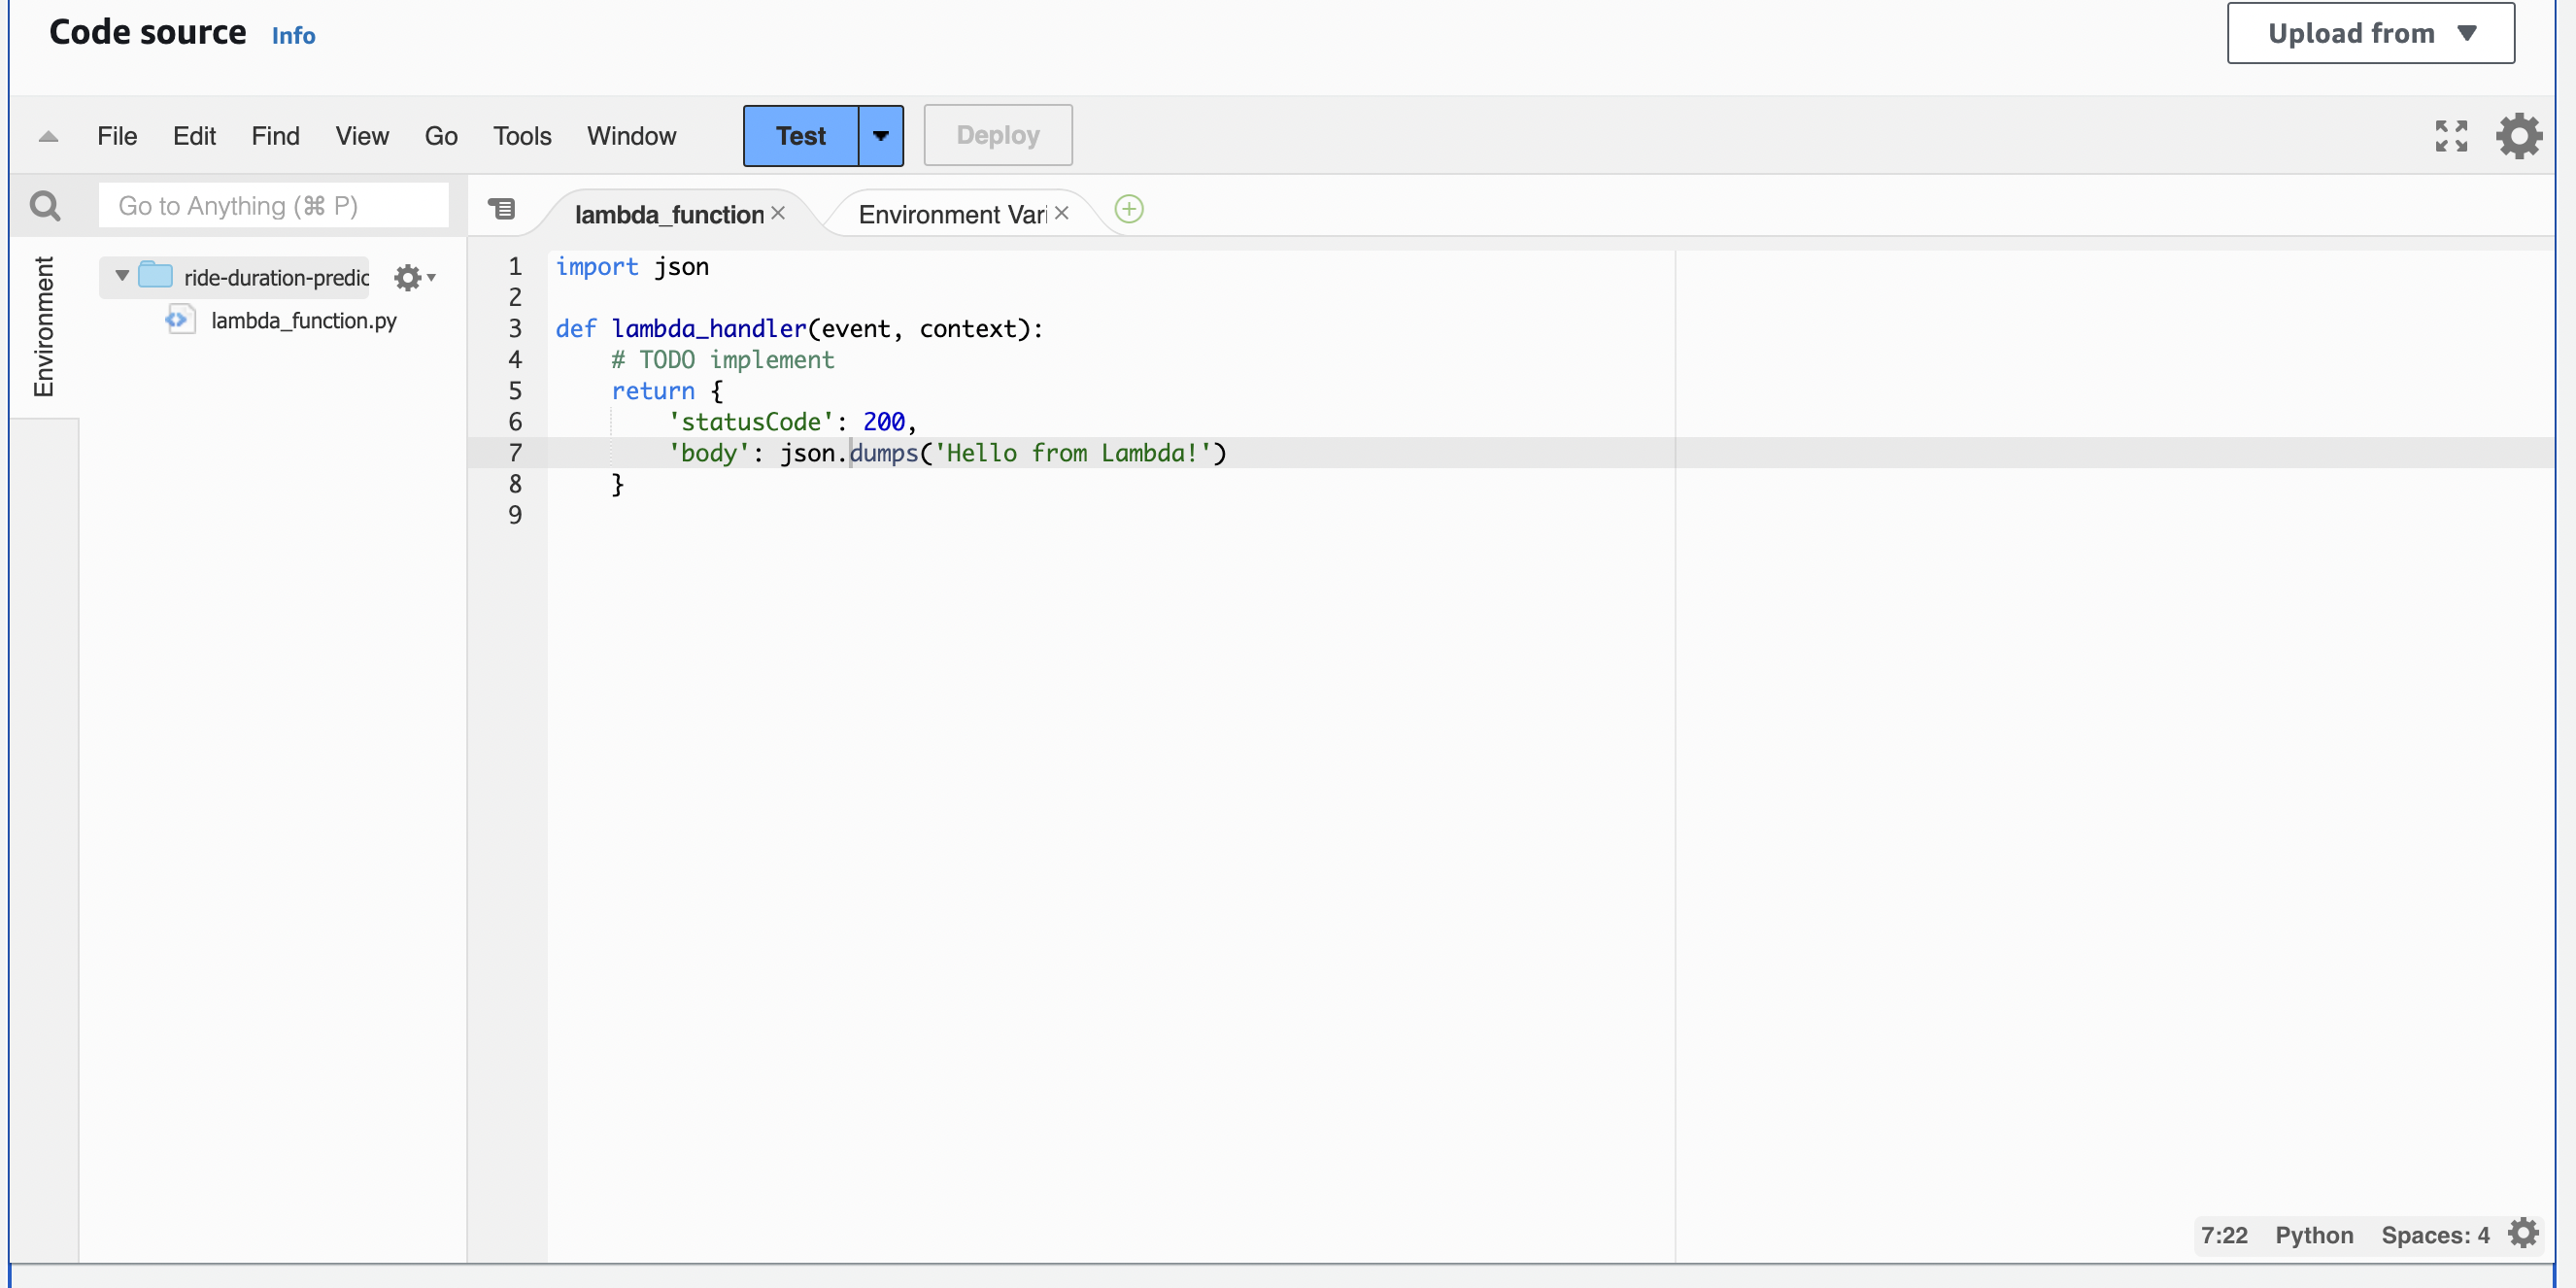 Code source Info Upload from
File Edit Find View Go Tools Window Test Deploy
Go to Anything (⌘ P) lambda_function Environment Vari
Environment
ride-duration-predic
lambda_function.py
1 import json
2
3 def lambda_handler(event, context):
4     # TODO implement
5     return {
6         'statusCode': 200,
7         'body': json.dumps('Hello from Lambda!')
8     }
9
7:22 Python Spaces: 4